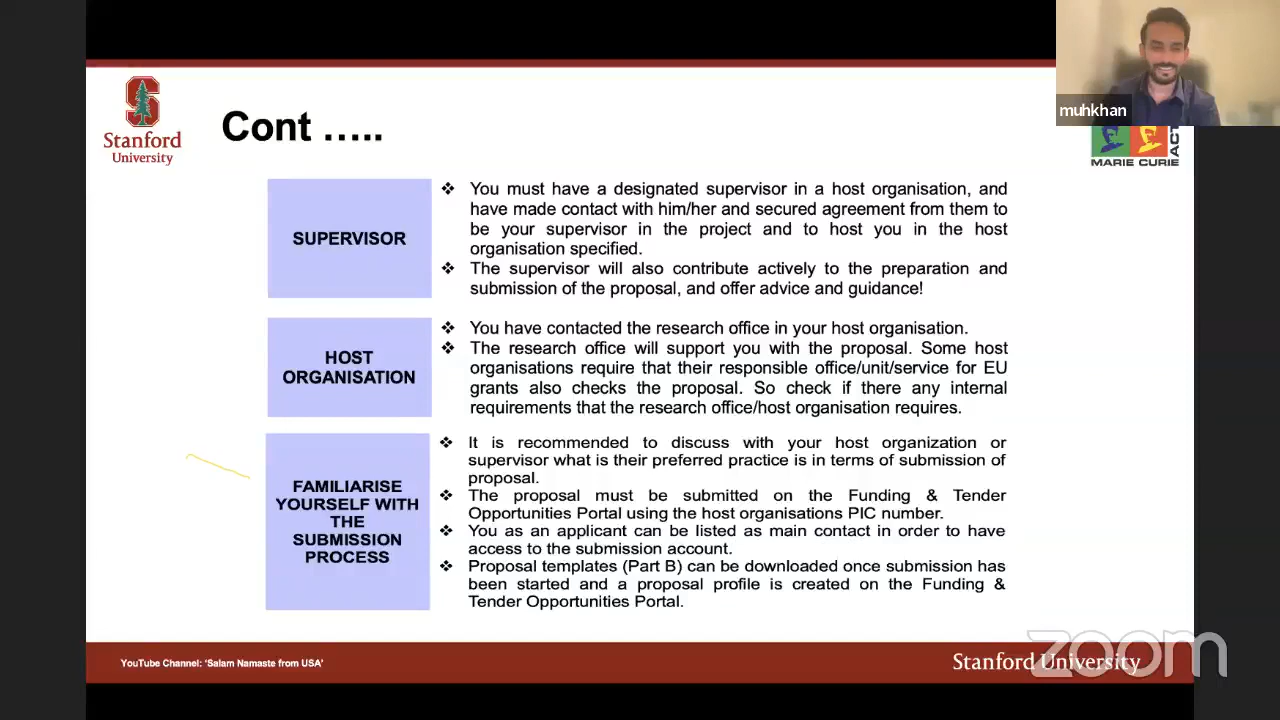 muhkhan
Stanford
University
Cont …..
ACT
MARIE CURIE
SUPERVISOR
❖ You must have a designated supervisor in a host organisation, and
have made contact with him/her and secured agreement from them to
be your supervisor in the project and to host you in the host
organisation specified.
❖ The supervisor will also contribute actively to the preparation and
submission of the proposal, and offer advice and guidance!
HOST
ORGANISATION
❖ You have contacted the research office in your host organisation.
❖ The research office will support you with the proposal. Some host
organisations require that their responsible office/unit/service for EU
grants also checks the proposal. So check if there any internal
requirements that the research office/host organisation requires.
FAMILIARISE
YOURSELF WITH
THE
SUBMISSION
PROCESS
❖ It is recommended to discuss with your host organization or
supervisor what is their preferred practice is in terms of submission of
proposal.
❖ The proposal must be submitted on the Funding & Tender
Opportunities Portal using the host organisations PIC number.
❖ You as an applicant can be listed as main contact in order to have
access to the submission account.
❖ Proposal templates (Part B) can be downloaded once submission has
been started and a proposal profile is created on the Funding &
Tender Opportunities Portal.
YouTube Channel: 'Salam Namaste from USA'
Stanford University
zoom